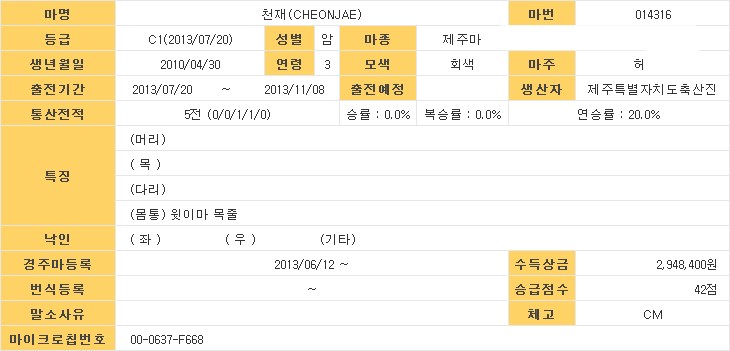 마명 천재(CHEONJAE) 마번 014316
등급 C1(2013/07/20) 성별 암 마종 제주마
생년월일 2010/04/30 연령 3 모색 회색 마주 허
출전기간 2013/07/20 ~ 2013/11/08 출전예정 생산자 제주특별자치도축산진
통산전적 5전 (0/0/1/1/0) 승률 : 0.0% 복승률 : 0.0% 연승률 : 20.0%
특징 (머리)
( 목 )
(다리)
(몸통) 윗이마 목줄
낙인 ( 좌 ) ( 우 ) (기타)
경주마등록 2013/06/12 ~ 수득상금 2,948,400원
번식등록 ~ 승급점수 42점
말소사유 체고 CM
마이크로칩번호 00-0637-F668